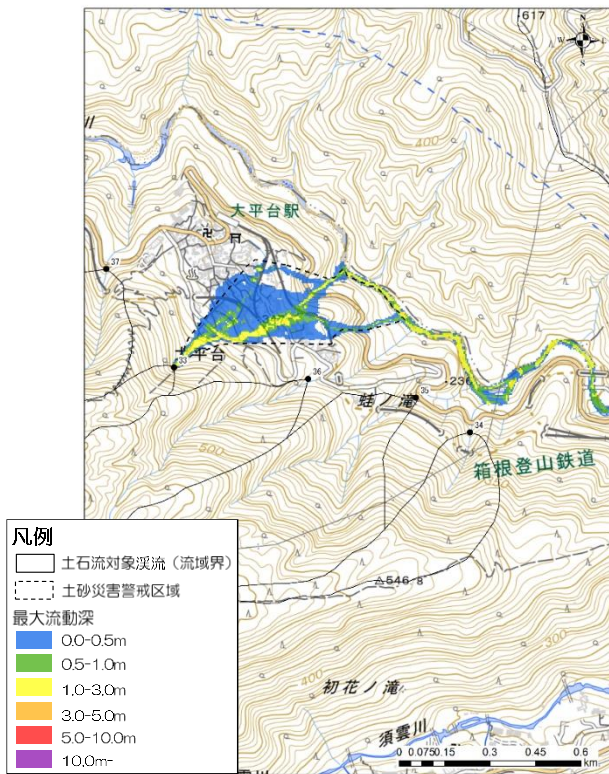 ・617
N
W
E
S
400
川
大平台駅
卍
37
大平台
33
36
35
・236
蛙ノ滝
34
500
箱根登山鉄道
凡例
土石流対象渓流（流域界）
土砂災害警戒区域
最大流動深
0.0-0.5m
0.5-1.0m
1.0-3.0m
3.0-5.0m
5.0-10.0m
10.0m-
△546・8
300
400
初花ノ滝
須雲川
雲川
0 0.075 0.15 0.3 0.45 0.6
km